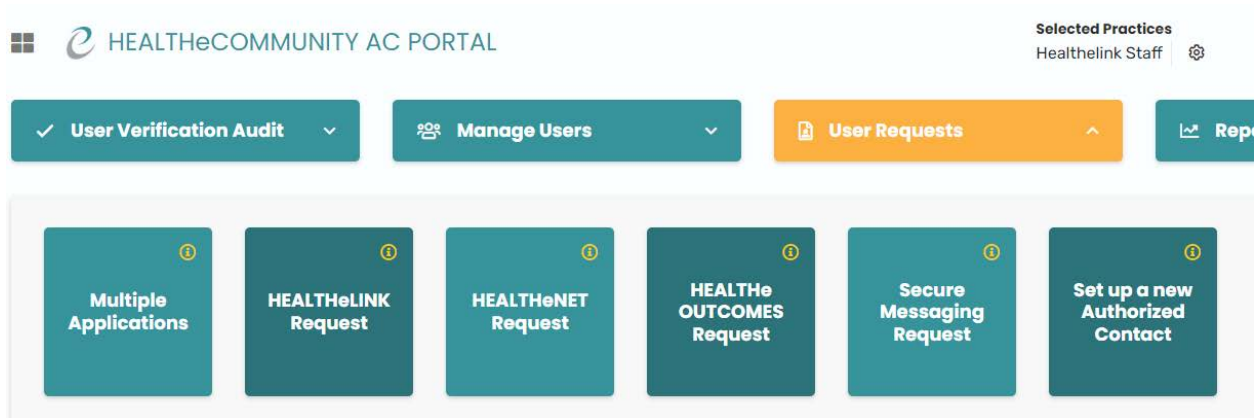 HEALTHeCOMMUNITY AC PORTAL
Selected Practices
Healthelink Staff
User Verification Audit
Manage Users
User Requests
Repo
Multiple
Applications
HEALTHeLINK
Request
HEALTHeNET
Request
HEALTHe
OUTCOMES
Request
Secure
Messaging
Request
Set up a new
Authorized
Contact